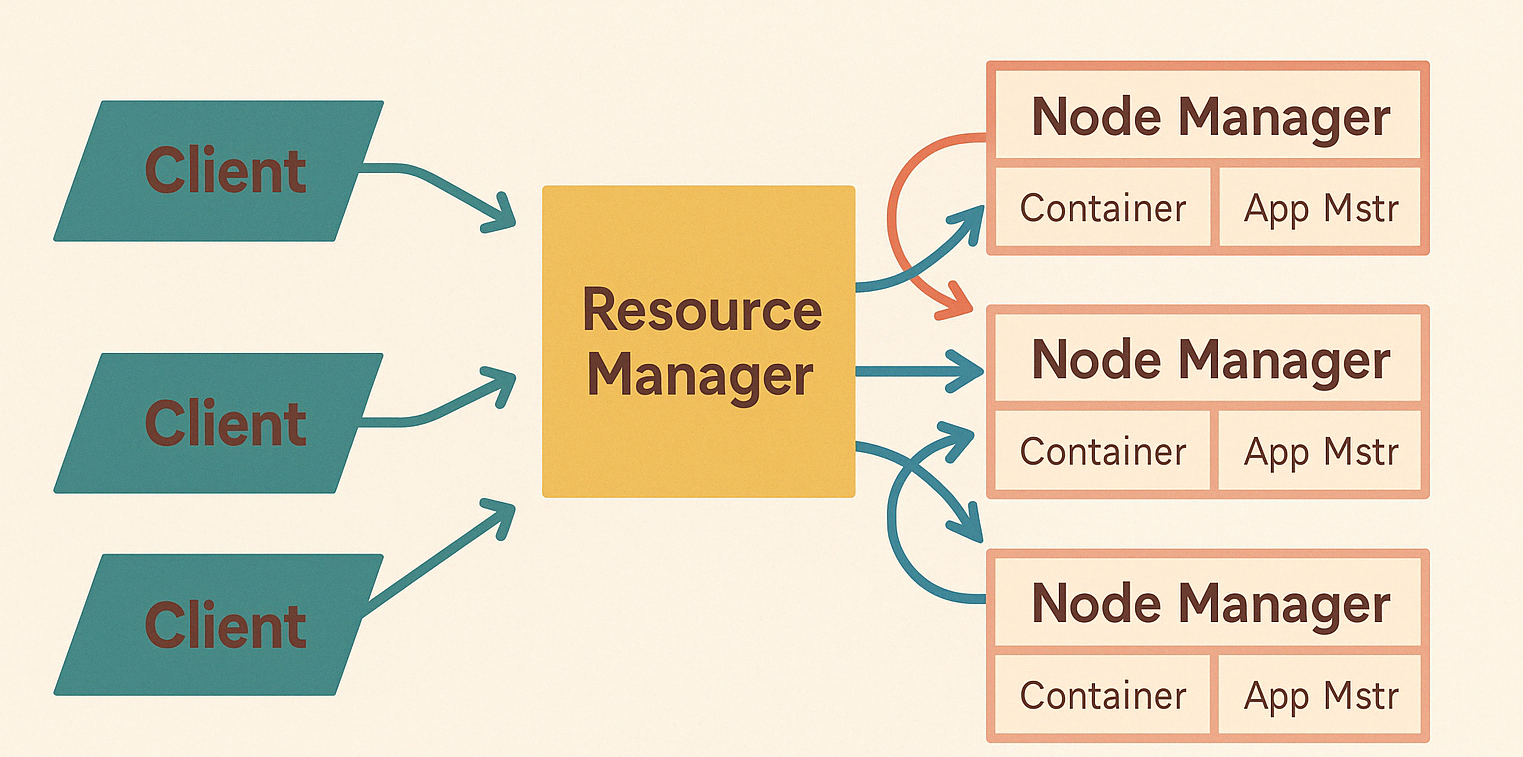 Client
Client
Client
Resource
Manager
Node Manager
Container
App Mstr
Node Manager
Container
App Mstr
Node Manager
Container
App Mstr